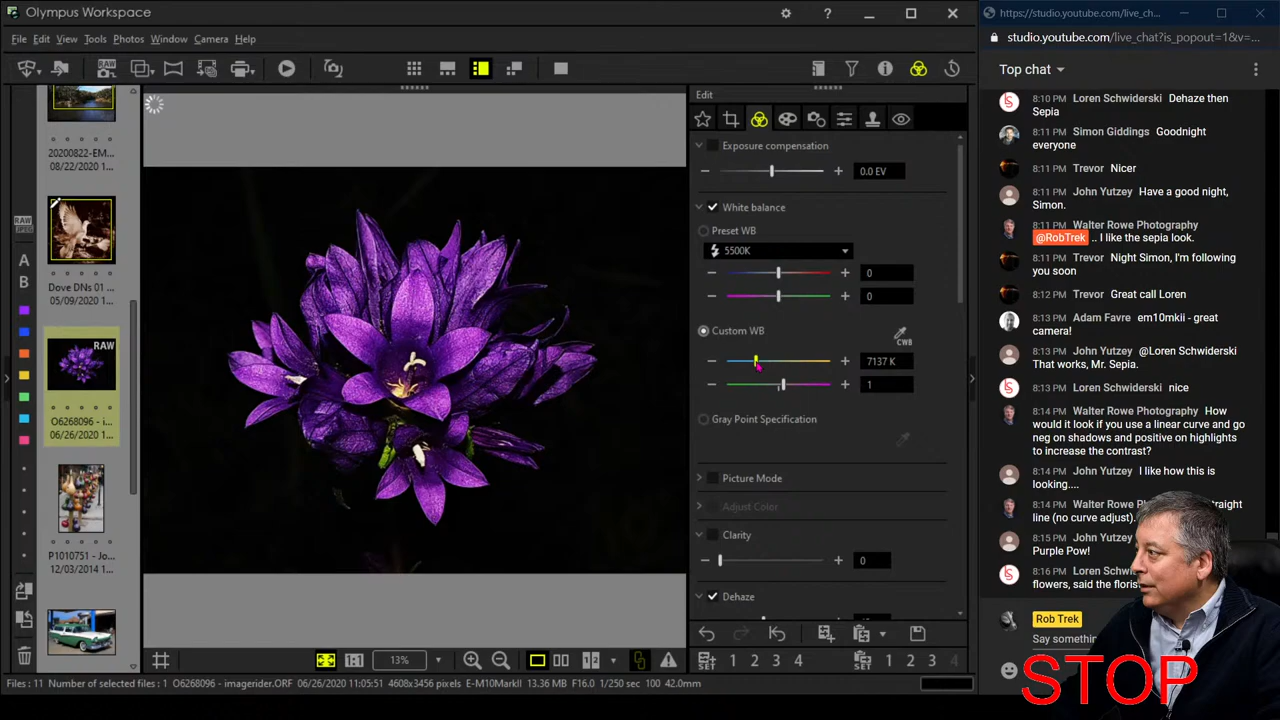 Olympus Workspace
File Edit View Tools Photos Window Camera Help
20200822-EM...
08/22/2020 1...
Dove DNs 01 ...
05/09/2020 1...
RAW
JPEG
A
B
RAW
O6268096 - i...
06/26/2020 1...
P1010751 - Jo...
12/03/2014 1...
Edit
Exposure compensation
0.0 EV
White balance
Preset WB
5500K
0
0
Custom WB
CWB
7137 K
1
Gray Point Specification
Picture Mode
Adjust Color
Clarity
0
Dehaze
1:1 13% 1 2 1 2 3 4 1 2 3 4
Files : 11 Number of selected files : 1 O6268096 - imagerider.ORF 06/26/2020 11:05:51 4608x3456 pixels E-M10MarkII 13.36 MB F16.0 1/250 sec 100 42.0mm
https://studio.youtube.com/live_c...
studio.youtube.com/live_chat?is_popout=1&v=...
Top chat
8:10 PM Loren Schwiderski Dehaze then
Sepia
8:11 PM Simon Giddings Goodnight
everyone
8:11 PM Trevor Nicer
8:11 PM John Yutzey Have a good night,
Simon.
8:11 PM Walter Rowe Photography
@RobTrek .. I like the sepia look.
8:11 PM Trevor Night Simon, I'm following
you soon
8:12 PM Trevor Great call Loren
8:13 PM Adam Favre em10mkii - great
camera!
8:13 PM John Yutzey @Loren Schwiderski
That works, Mr. Sepia.
8:13 PM Loren Schwiderski nice
8:14 PM Walter Rowe Photography How
would it look if you use a linear curve and go
neg on shadows and positive on highlights
to increase the contrast?
8:14 PM John Yutzey I like how this is
looking....
8:14 PM Walter Rowe Ph
line (no curve adjust).
8:15 PM John Yutzey
Purple Pow!
8:16 PM Loren Schwi
flowers, said the floris
Rob Trek
Say somethin
STOP